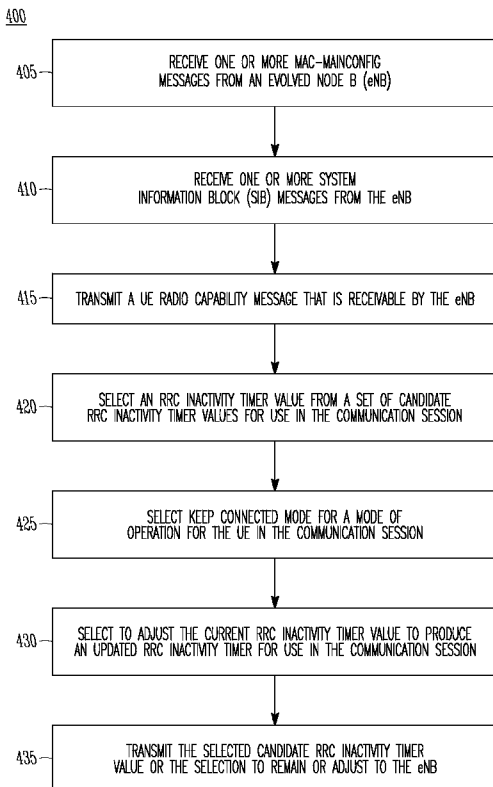 400
405
RECEIVE ONE OR MORE MAC-MAINCONFIG
MESSAGES FROM AN EVOLVED NODE B (eNB)
410
RECEIVE ONE OR MORE SYSTEM
INFORMATION BLOCK (SIB) MESSAGES FROM THE eNB
415
TRANSMIT A UE RADIO CAPABILITY MESSAGE THAT IS RECEIVABLE BY THE eNB
420
SELECT AN RRC INACTIVITY TIMER VALUE FROM A SET OF CANDIDATE
RRC INACTIVITY TIMER VALUES FOR USE IN THE COMMUNICATION SESSION
425
SELECT KEEP CONNECTED MODE FOR A MODE OF
OPERATION FOR THE UE IN THE COMMUNICATION SESSION
430
SELECT TO ADJUST THE CURRENT RRC INACTIVITY TIMER VALUE TO PRODUCE
AN UPDATED RRC INACTIVITY TIMER FOR USE IN THE COMMUNICATION SESSION
435
TRANSMIT THE SELECTED CANDIDATE RRC INACTIVITY TIMER
VALUE OR THE SELECTION TO REMAIN OR ADJUST TO THE eNB